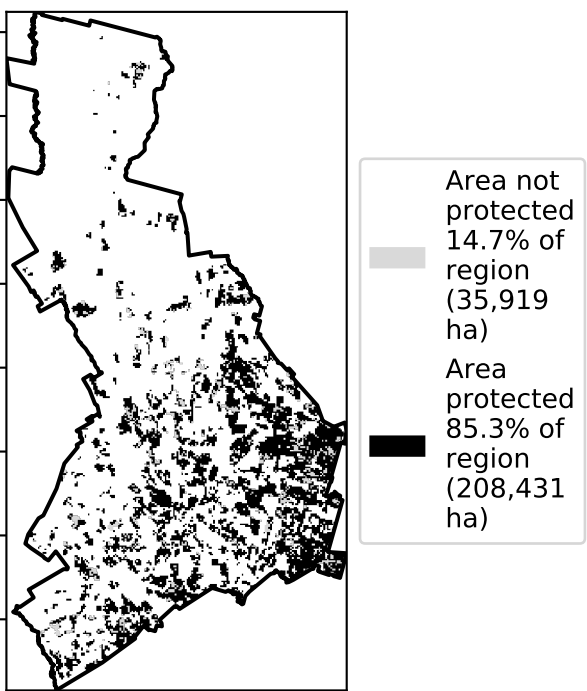 Area not
protected
14.7% of
region
(35,919
ha)
Area
protected
85.3% of
region
(208,431
ha)